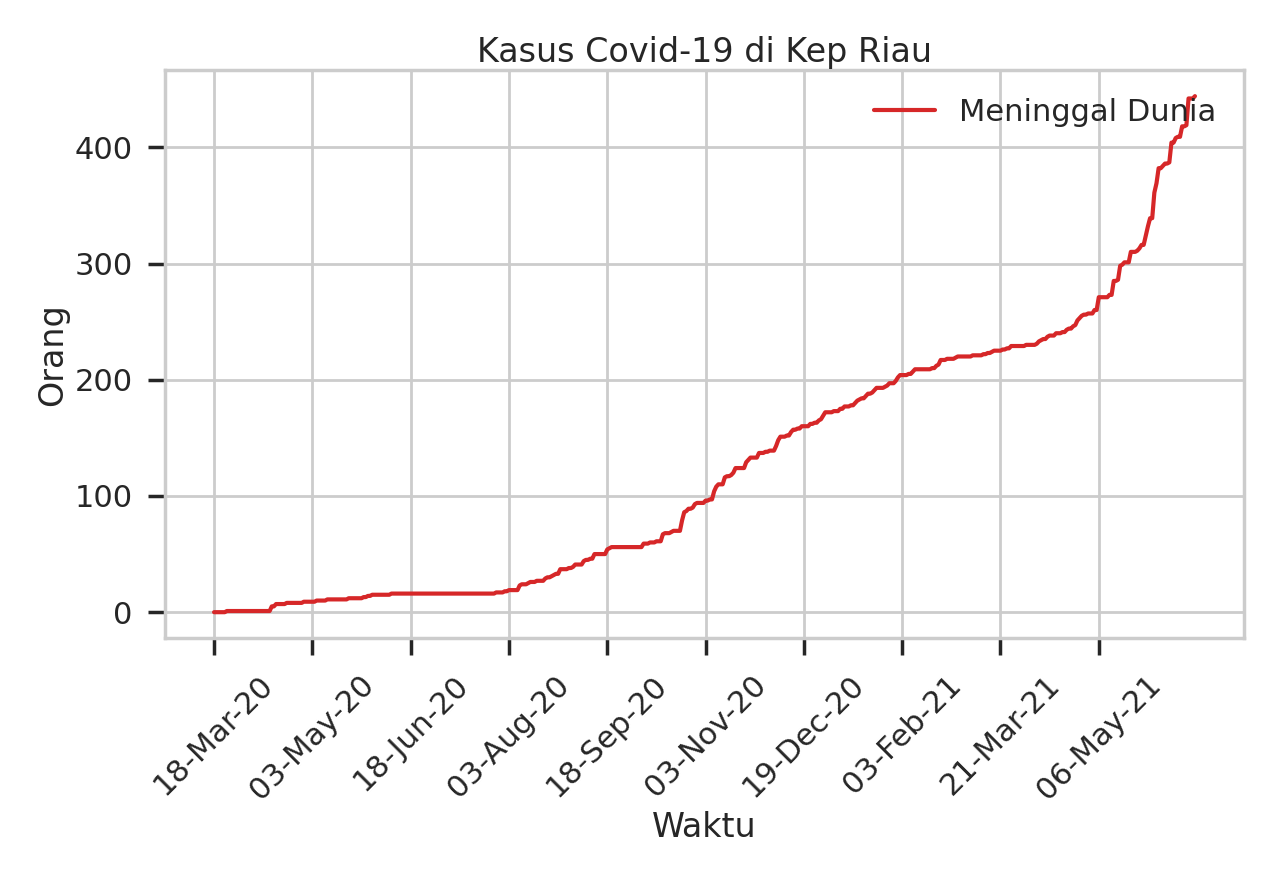 Kasus Covid-19 di Kep Riau
Meninggal Dunia
Orang
400
300
200
100
0
18-Mar-20
03-May-20
18-Jun-20
03-Aug-20
18-Sep-20
03-Nov-20
19-Dec-20
03-Feb-21
21-Mar-21
06-May-21
Waktu